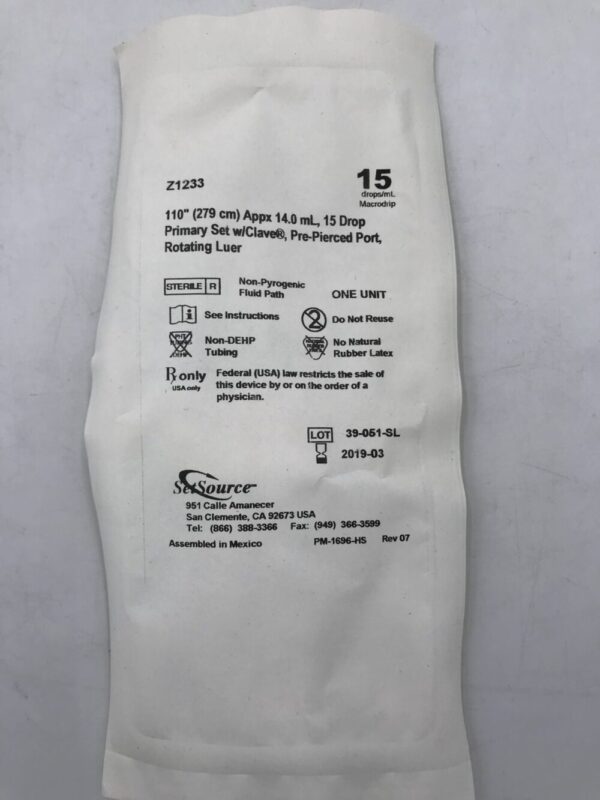 Z1233
15
drops/mL
Macrodrip
110" (279 cm) Appx 14.0 mL, 15 Drop
Primary Set w/Clave®, Pre-Pierced Port,
Rotating Luer
STERILE R
Non-Pyrogenic
Fluid Path
ONE UNIT
See Instructions
2
Do Not Reuse
Non-DEHP
Tubing
No Natural
Rubber Latex
Rx only
USA only
Federal (USA) law restricts the sale of
this device by or on the order of a
physician.
LOT 39-051-SL
2019-03
SetSource™
951 Calle Amanecer
San Clemente, CA 92673 USA
Tel: (866) 388-3366 Fax: (949) 366-3599
Assembled in Mexico PM-1696-HS Rev 07